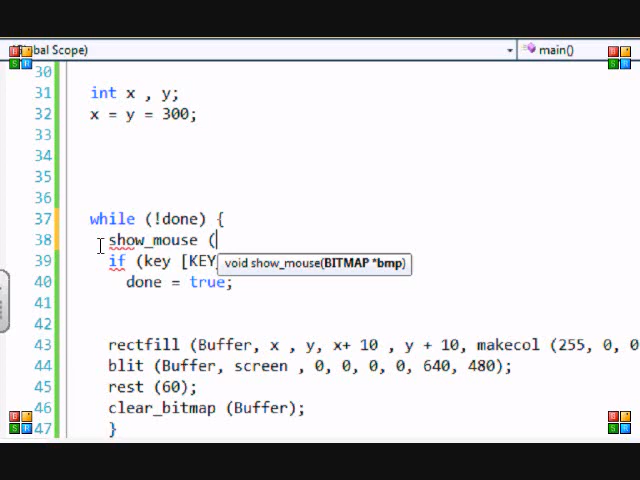 (Global Scope)
main()
30
31 int x , y;
32 x = y = 300;
33
34
35
36
37 while (!done) {
38 show_mouse (
39 if (key [KEY
void show_mouse(BITMAP *bmp)
40 done = true;
41
42
43 rectfill (Buffer, x , y, x+ 10 , y + 10, makecol (255, 0, 0
44 blit (Buffer, screen , 0, 0, 0, 0, 640, 480);
45 rest (60);
46 clear_bitmap (Buffer);
47 }